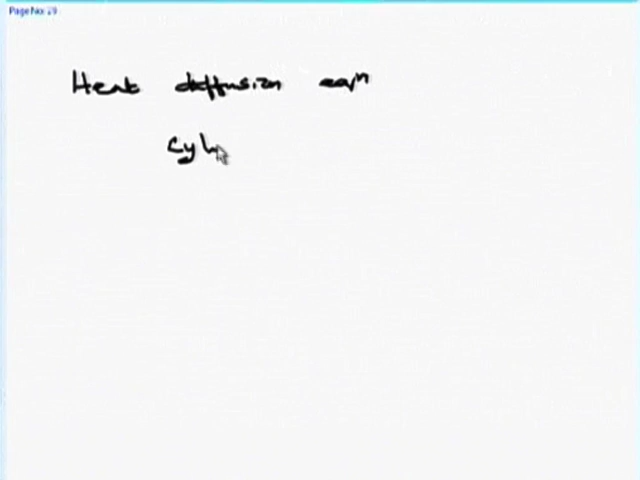 Page No: 29
Heat diffusion eqⁿ
Cyl